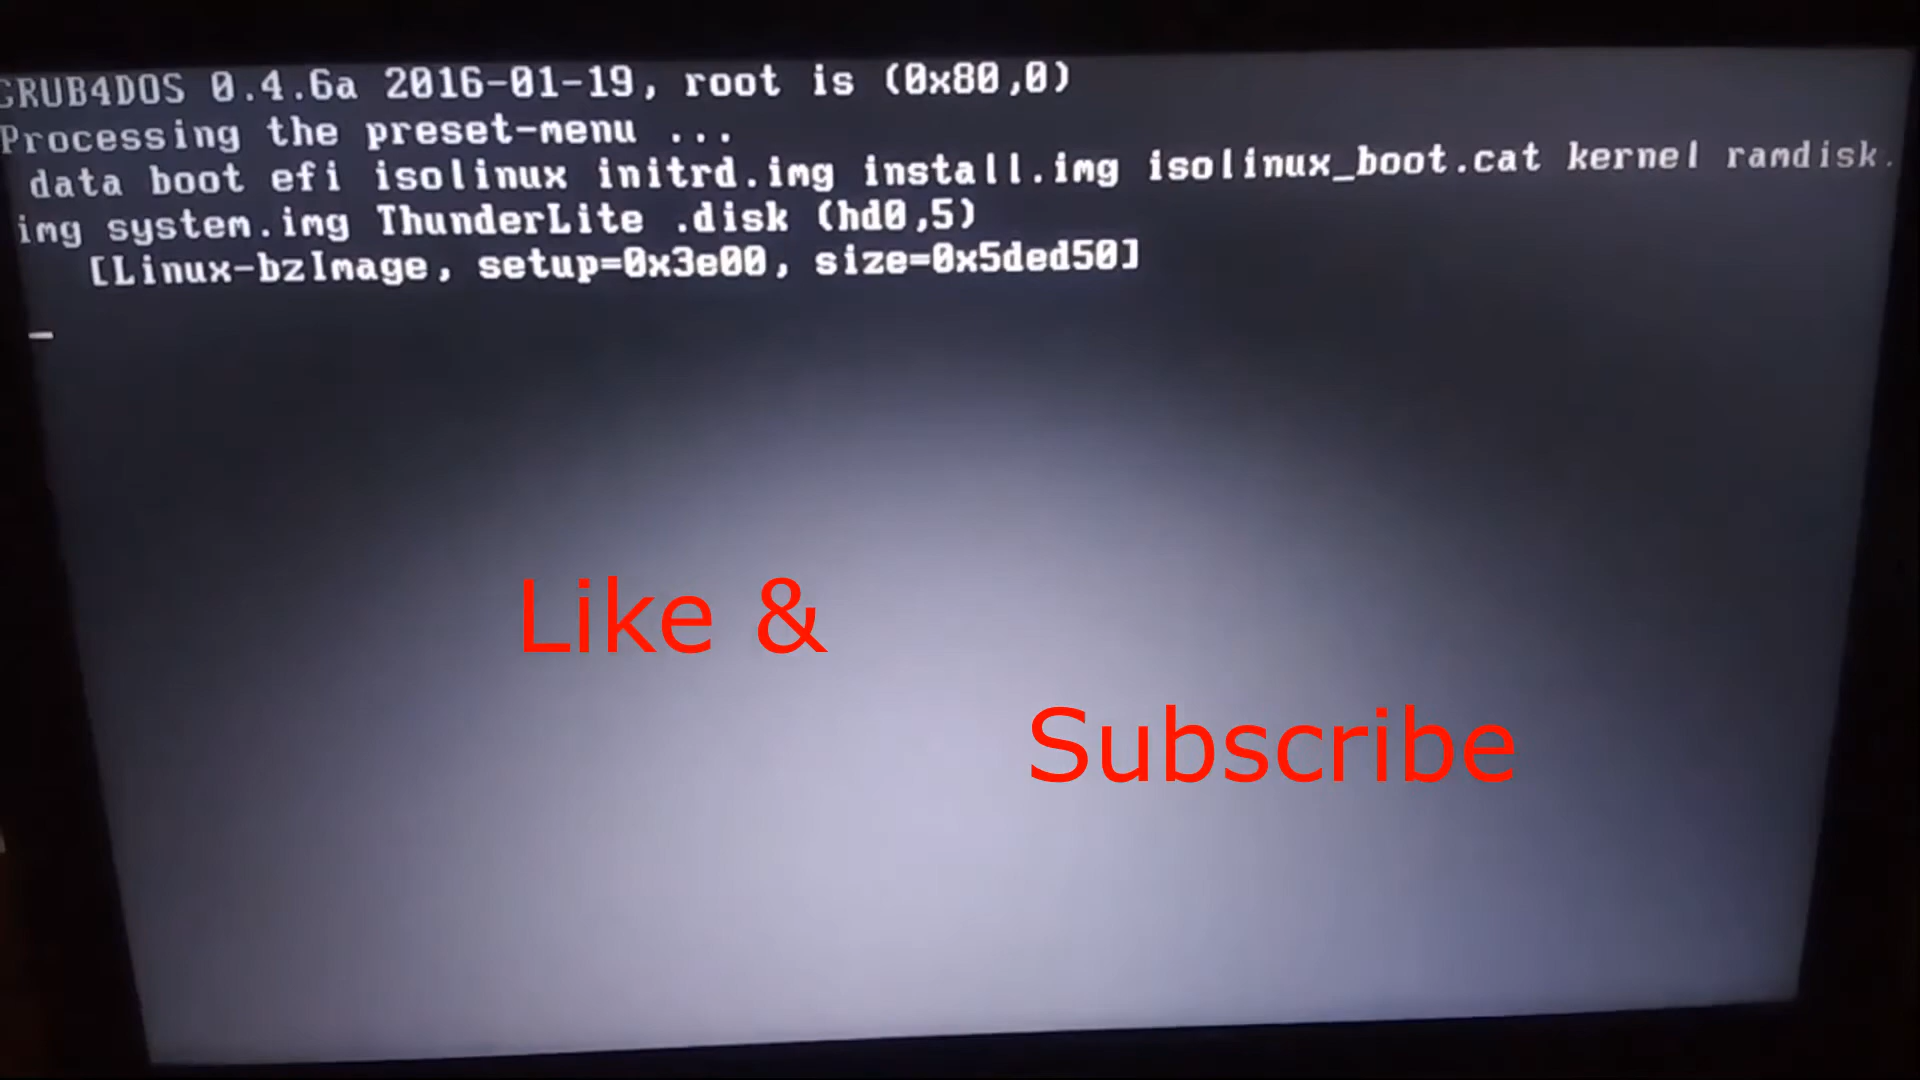 GRUB4DOS 0.4.6a 2016-01-19, root is (0x80,0)
Processing the preset-menu ...
data boot efi isolinux initrd.img install.img isolinux_boot.cat kernel ramdisk.
img system.img ThunderLite .disk (hd0,5)
[Linux-bzImage, setup=0x3e00, size=0x5ded50]
_
Like &
Subscribe